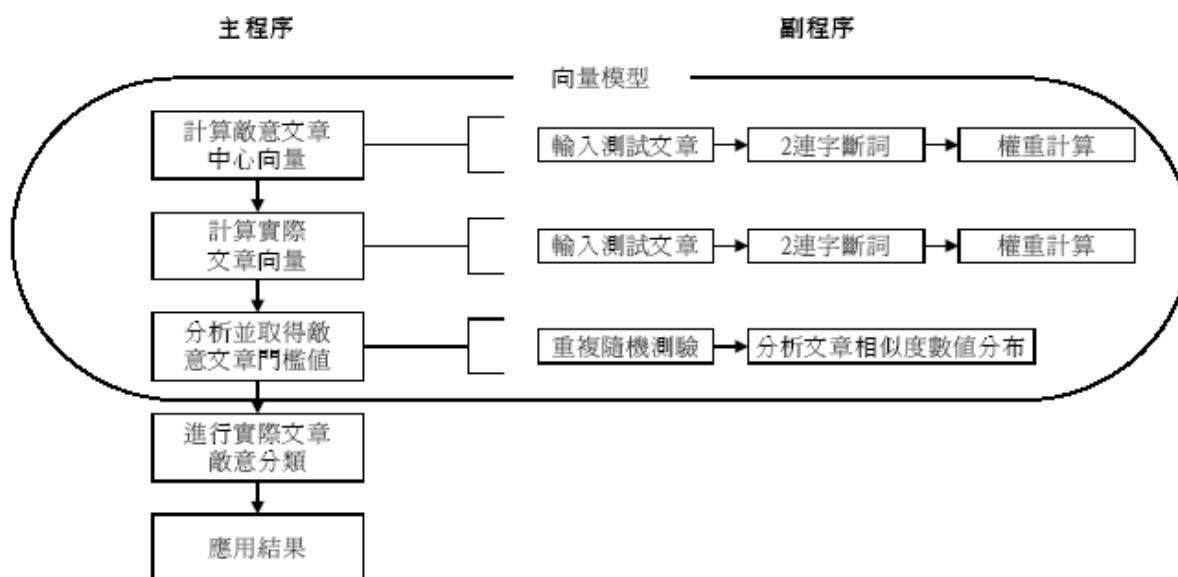 主程序
副程序
向量模型
計算敵意文章
中心向量
輸入測試文章
2連字斷詞
權重計算
計算實際
文章向量
輸入測試文章
2連字斷詞
權重計算
分析並取得敵
意文章門檻值
重複隨機測驗
分析文章相似度數值分布
進行實際文章
敵意分類
應用結果